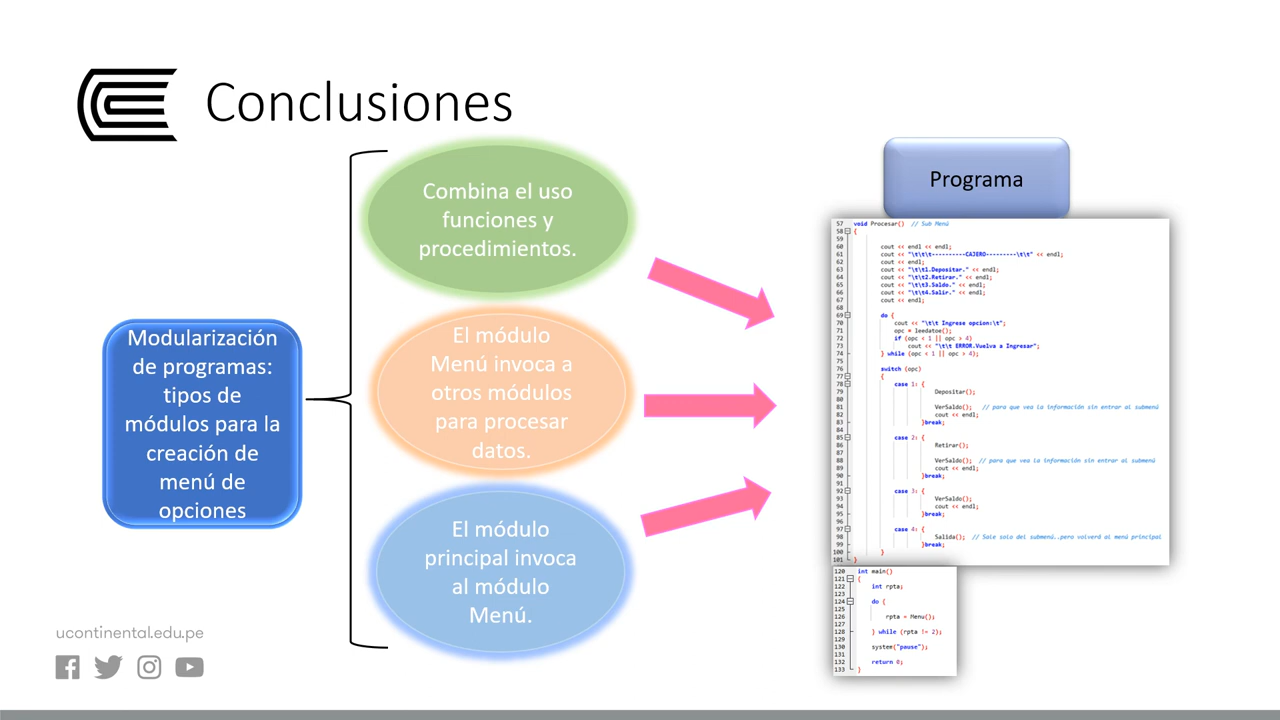 Conclusiones
Modularización
de programas:
tipos de
módulos para la
creación de
menú de
opciones
Combina el uso
funciones y
procedimientos.
El módulo
Menú invoca a
otros módulos
para procesar
datos.
El módulo
principal invoca
al módulo
Menú.
Programa
57 void Procesar() // Sub Menú
58 {
59
60 cout << endl << endl;
61 cout << "\t\t\t----------CAJERO---------\t\t" << endl;
62 cout << endl;
63 cout << "\t\t1.Depositar." << endl;
64 cout << "\t\t2.Retirar." << endl;
65 cout << "\t\t3.Saldo." << endl;
66 cout << "\t\t4.Salir." << endl;
67 cout << endl;
68
69 do {
70 cout << "\t\t Ingrese opcion:\t";
71 opc = leedatoe();
72 if (opc < 1 || opc > 4)
73 cout << "\t\t ERROR.Vuelva a Ingresar";
74 } while (opc < 1 || opc > 4);
75
76 switch (opc)
77 {
78 case 1: {
79 Depositar();
80
81 VerSaldo(); // para que vea la información sin entrar al submenú
82 cout << endl;
83 }break;
84
85 case 2: {
86 Retirar();
87
88 VerSaldo(); // para que vea la información sin entrar al submenú
89 cout << endl;
90 }break;
91
92 case 3: {
93 VerSaldo();
94 cout << endl;
95 }break;
96
97 case 4: {
98 Salida(); // Sale solo del submenú..pero volverá al menú principal
99 }break;
100 }
101 }
120 int main()
121 {
122 int rpta;
123
124 do {
125
126 rpta = Menu();
127
128 } while (rpta != 2);
129
130 system("pause");
131
132 return 0;
133 }
ucontinental.edu.pe